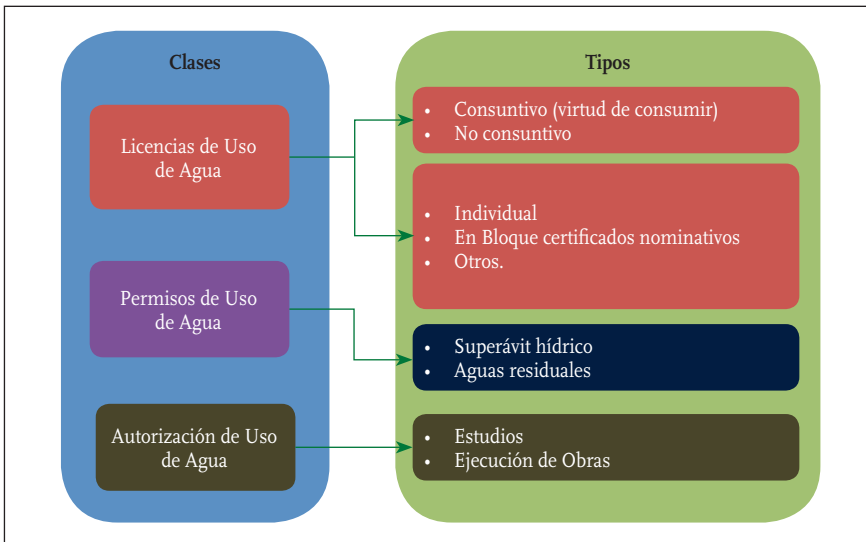 Clases
Licencias de Uso
de Agua
Permisos de Uso
de Agua
Autorización de Uso
de Agua
Tipos
• Consuntivo (virtud de consumir)
• No consuntivo
• Individual
• En Bloque certificados nominativos
• Otros.
• Superávit hídrico
• Aguas residuales
• Estudios
• Ejecución de Obras